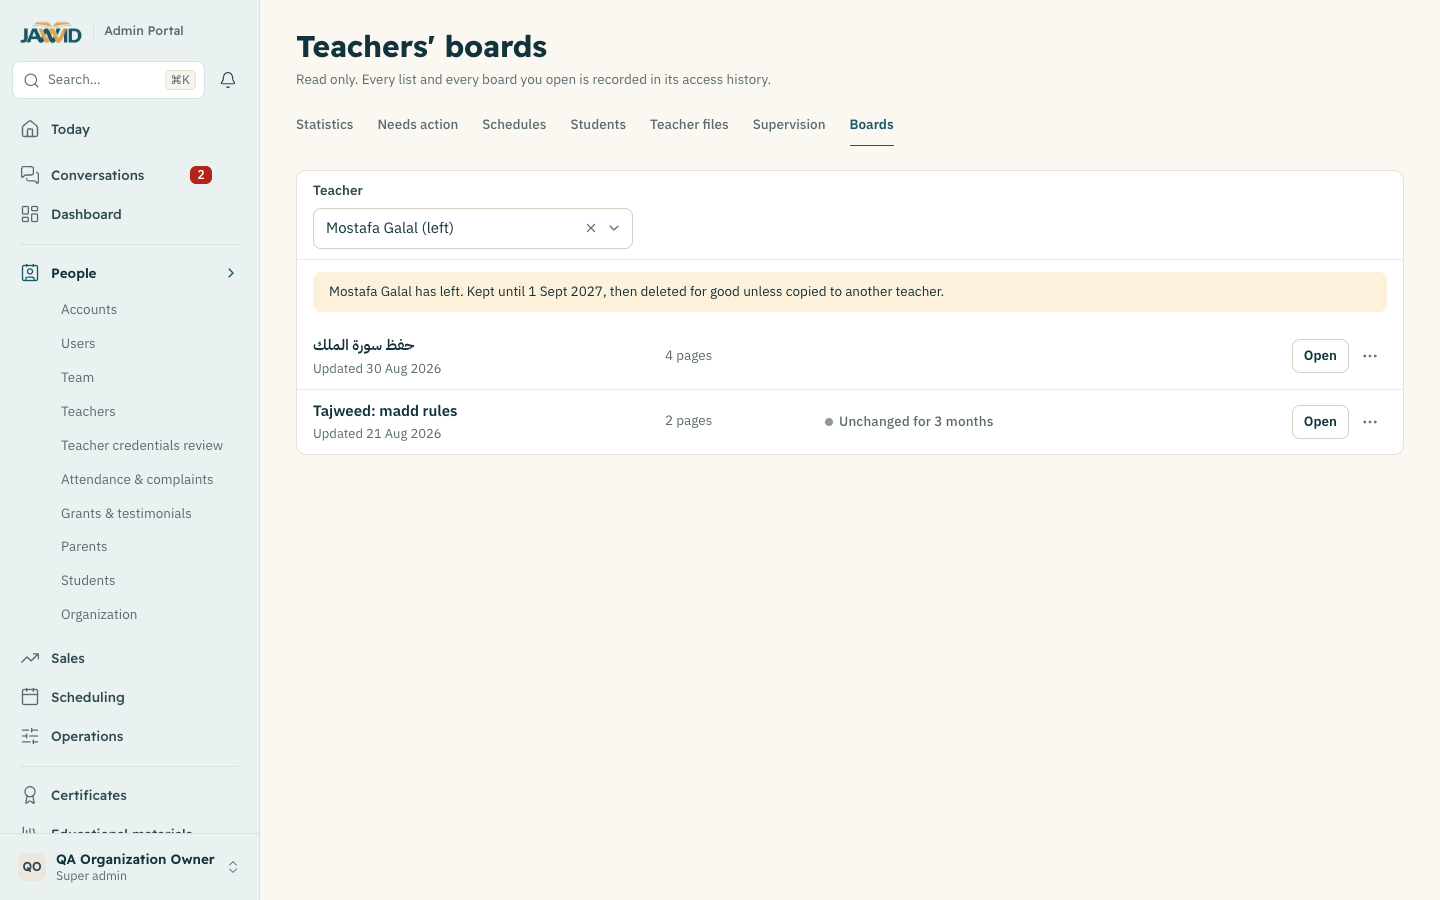 JAWWID
Admin Portal
Search...
⌘K
Today
Conversations
2
Dashboard
People
Accounts
Users
Team
Teachers
Teacher credentials review
Attendance & complaints
Grants & testimonials
Parents
Students
Organization
Sales
Scheduling
Operations
Certificates
Educational materials
QO
QA Organization Owner
Super admin
Teachers' boards
Read only. Every list and every board you open is recorded in its access history.
Statistics
Needs action
Schedules
Students
Teacher files
Supervision
Boards
Teacher
Mostafa Galal (left)
Mostafa Galal has left. Kept until 1 Sept 2027, then deleted for good unless copied to another teacher.
حفظ سورة الملك
Updated 30 Aug 2026
4 pages
Open
Tajweed: madd rules
Updated 21 Aug 2026
2 pages
Unchanged for 3 months
Open